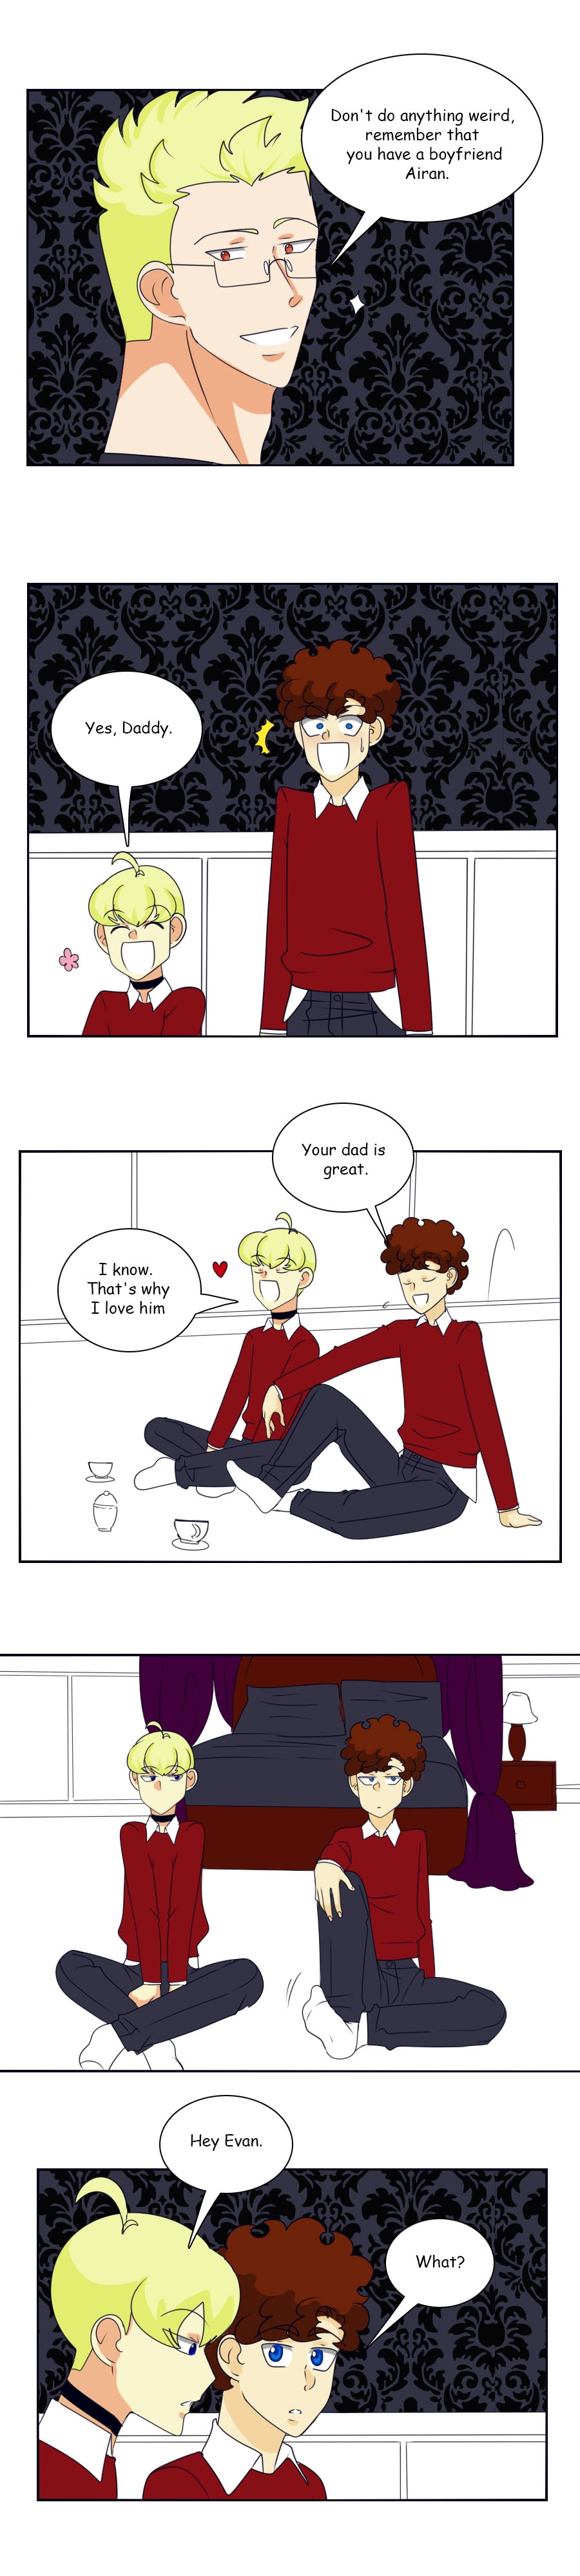 Don't do anything weird,
remember that
you have a boyfriend
Airan.
Yes, Daddy.
Your dad is
great.
I know.
That's why
I love him
Hey Evan.
What?